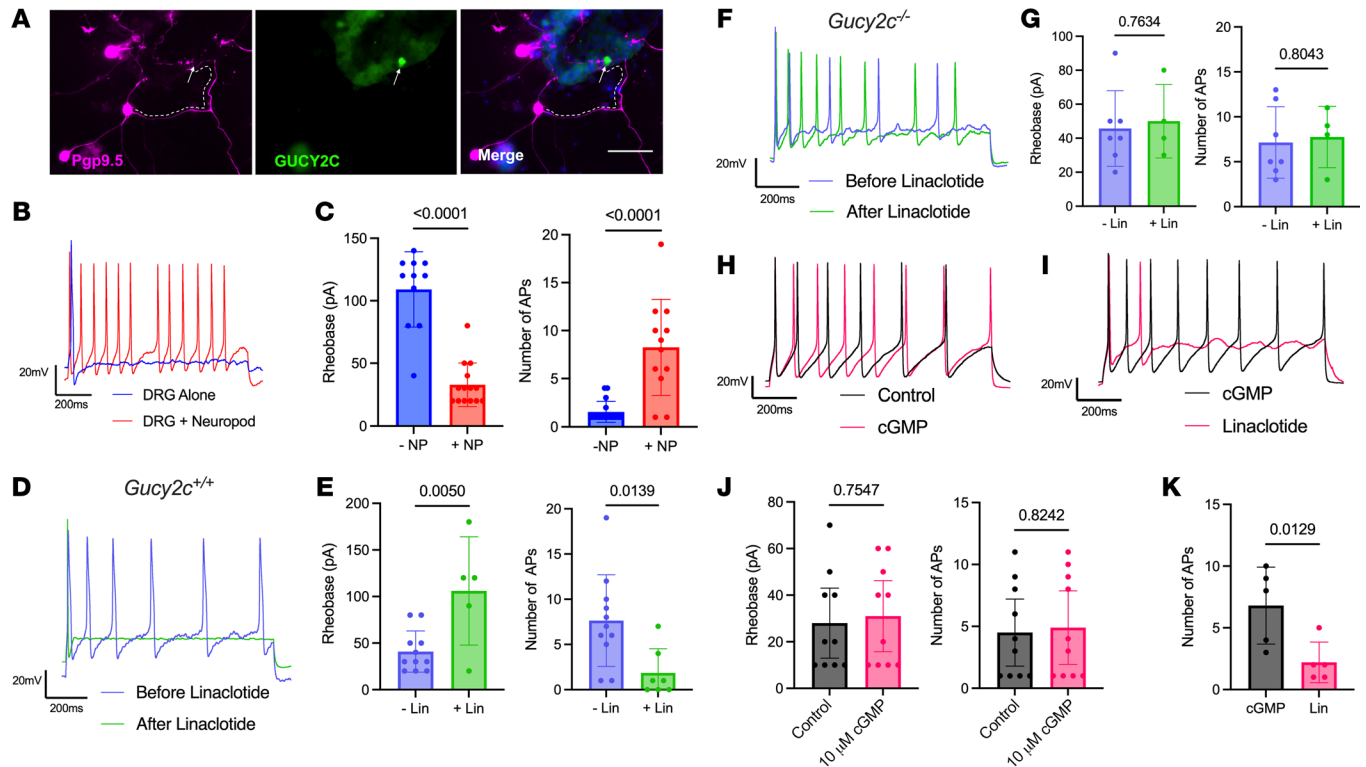 A
Pgp9.5
GUCY2C
Merge
B
20mV
200ms
DRG Alone
DRG + Neuropod
C
<0.0001
Rheobase (pA)
150
100
50
0
- NP
+ NP
<0.0001
Number of APs
20
15
10
5
0
-NP
+ NP
D
Gucy2c+/+
20mV
200ms
Before Linaclotide
After Linaclotide
E
0.0050
Rheobase (pA)
200
150
100
50
0
- Lin
+ Lin
0.0139
Number of APs
20
15
10
5
0
- Lin
+ Lin
F
Gucy2c-/-
20mV
200ms
Before Linaclotide
After Linaclotide
G
0.7634
Rheobase (pA)
100
80
60
40
20
0
- Lin
+ Lin
0.8043
Number of APs
20
15
10
5
0
- Lin
+ Lin
H
20mV
200ms
Control
cGMP
I
20mV
200ms
cGMP
Linaclotide
J
0.7547
Rheobase (pA)
80
60
40
20
0
Control
10 µM cGMP
0.8242
Number of APs
15
10
5
0
Control
10 µM cGMP
K
0.0129
Number of APs
15
10
5
0
cGMP
Lin